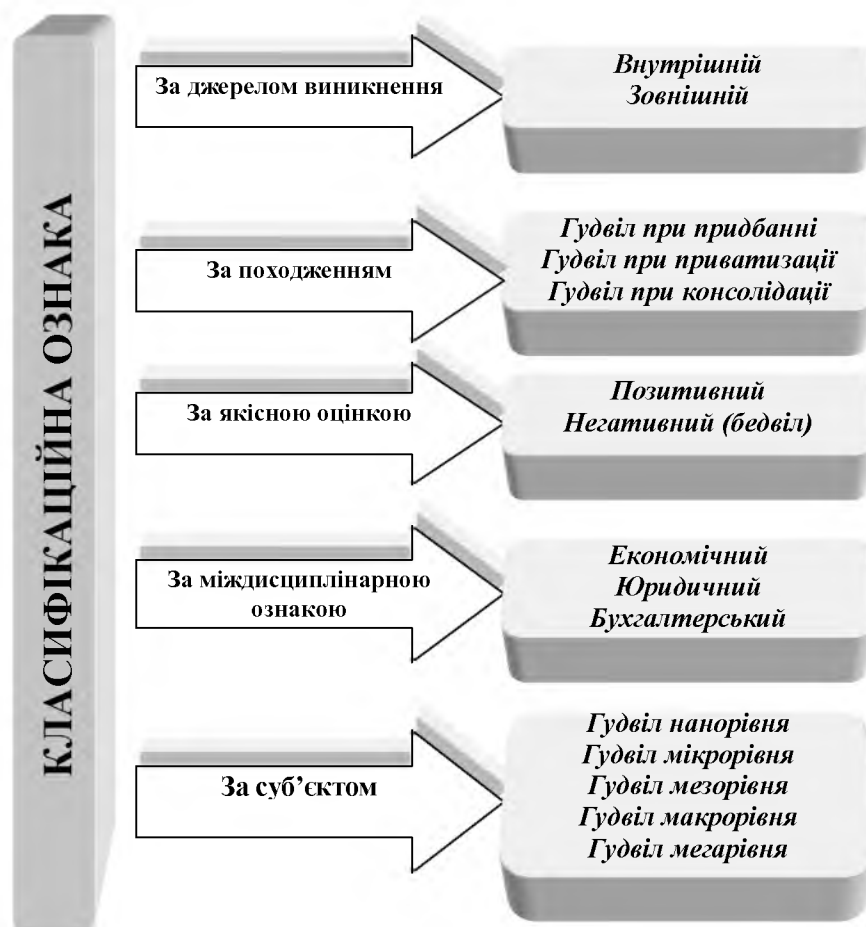 КЛАСИФІКАЦІЙНА ОЗНАКА
За джерелом виникнення
Внутрішній
Зовнішній
За походженням
Гудвіл при придбанні
Гудвіл при приватизації
Гудвіл при консолідації
За якісною оцінкою
Позитивний
Негативний (бедвіл)
За міждисциплінарною
ознакою
Економічний
Юридичний
Бухгалтерський
За суб’єктом
Гудвіл нанорівня
Гудвіл мікрорівня
Гудвіл мезорівня
Гудвіл макрорівня
Гудвіл мегарівня